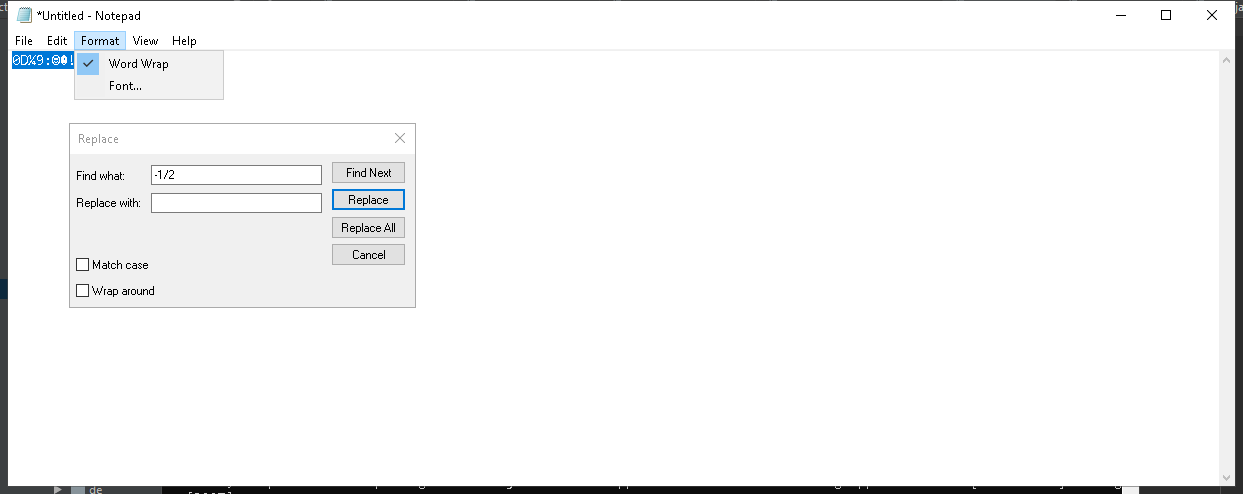 *Untitled - Notepad
File Edit Format View Help
Word Wrap
Font...
Replace
Find what: -1/2 Find Next
Replace with: Replace
Replace All
Cancel
Match case
Wrap around
de